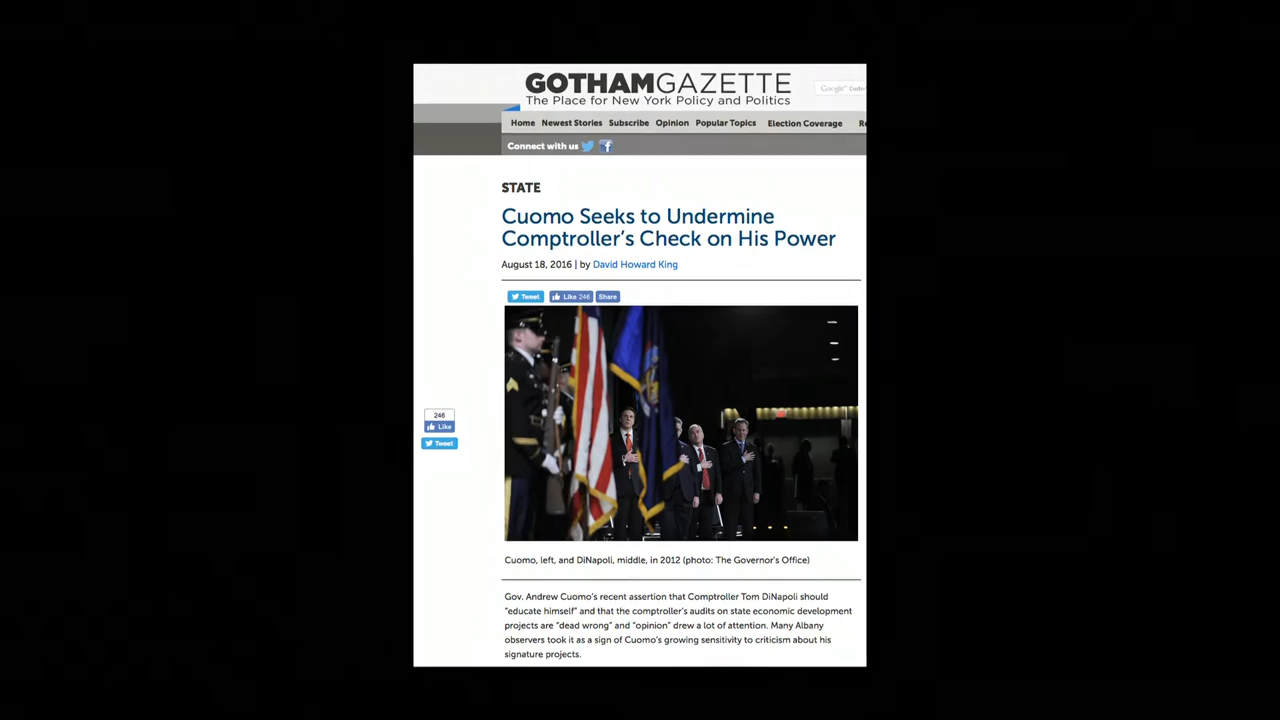 GOTHAMGAZETTE
The Place for New York Policy and Politics
Google™
Home Newest Stories Subscribe Opinion Popular Topics Election Coverage
Connect with us
STATE
Cuomo Seeks to Undermine
Comptroller's Check on His Power
August 18, 2016 | by David Howard King
Tweet Like 246 Share
246
Like
Tweet
Cuomo, left, and DiNapoli, middle, in 2012 (photo: The Governor's Office)
Gov. Andrew Cuomo's recent assertion that Comptroller Tom DiNapoli should
"educate himself" and that the comptroller's audits on state economic development
projects are "dead wrong" and "opinion" drew a lot of attention. Many Albany
observers took it as a sign of Cuomo's growing sensitivity to criticism about his
signature projects.